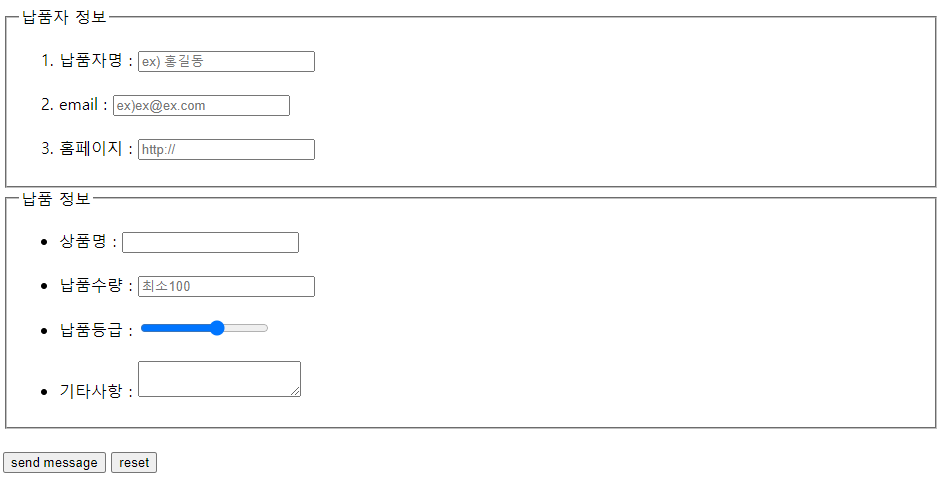 납품자 정보
1. 납품자명 : ex) 홍길동
2. email : ex)ex@ex.com
3. 홈페이지 : http://
납품 정보
• 상품명 :
• 납품수량 : 최소100
• 납품등급 :
• 기타사항 :
send message reset